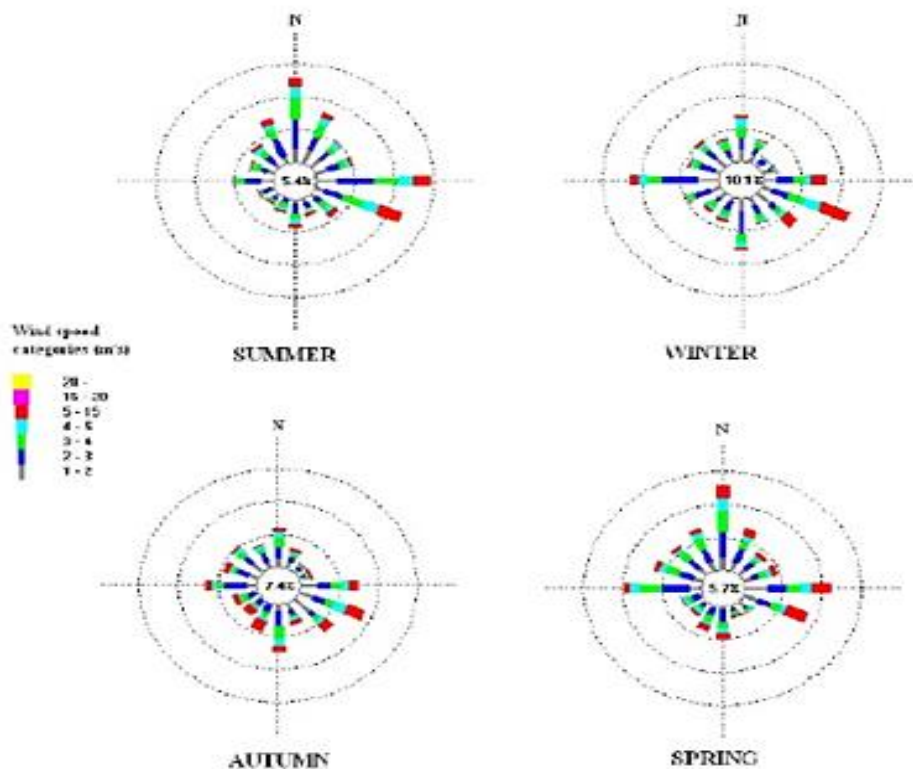 N
N
5.4%
10.1%
SUMMER
WINTER
Wind speed
categories (m/s)
20 -
15 - 20
5 - 15
4 - 5
3 - 4
2 - 3
1 - 2
N
N
7.4%
5.7%
AUTUMN
SPRING